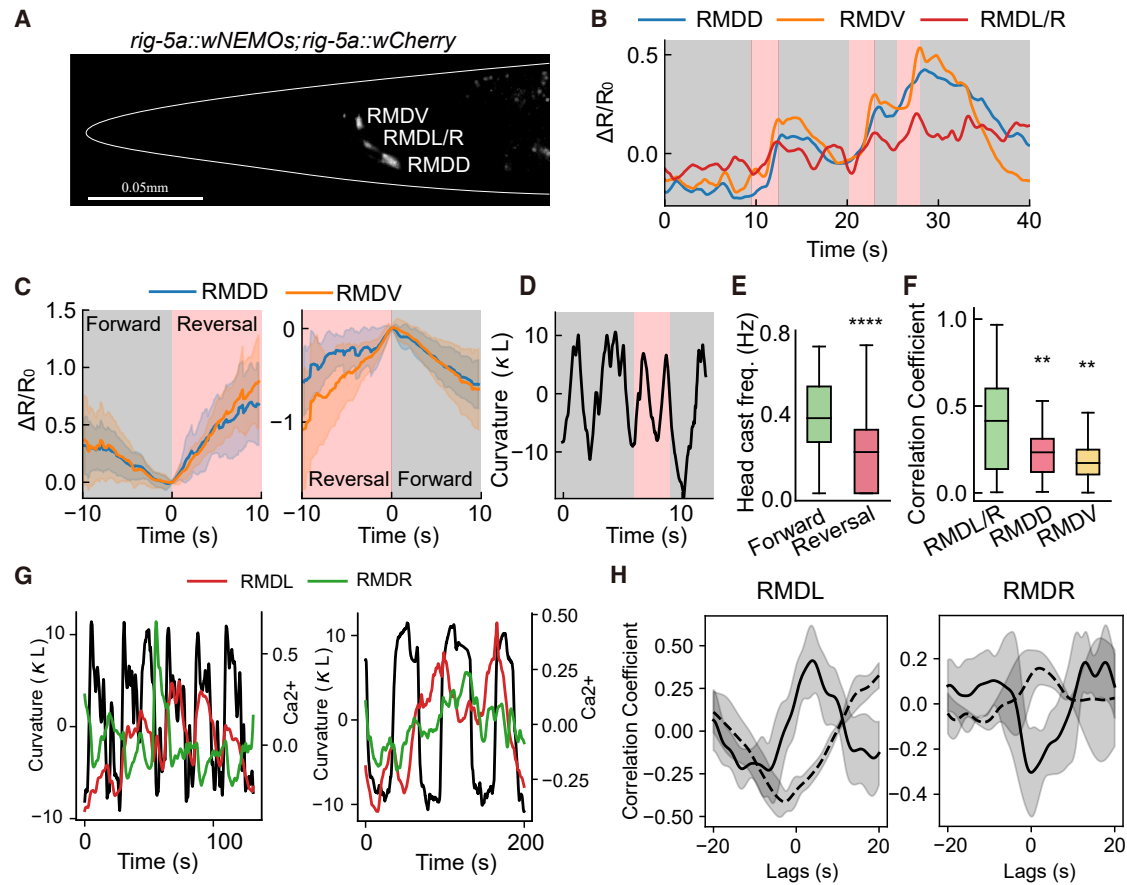 A
rig-5a::wNEMOs;rig-5a::wCherry
RMDV
RMDL/R
RMDD
0.05mm
B
RMDD RMDV RMDL/R
ΔR/R₀
0.5
0.0
0 10 20 30 40
Time (s)
C
RMDD RMDV
ΔR/R₀
1.5
1.0
0.5
0.0
Forward Reversal
-10 0 10
Time (s)
0
−1
Reversal Forward
-10 0 10
Time (s)
D
Curvature (κ L)
10
0
−10
0 10
Time (s)
E
Head cast freq. (Hz)
0.8
0.4
0.0
****
Forward
Reversal
F
Correlation Coefficient
1.0
0.5
0.0
**
**
RMDL/R
RMDD
RMDV
G
RMDL RMDR
Curvature (κ L)
10
0
−10
0.5
0.0
Ca2+
0 100
Time (s)
Curvature (κ L)
10
0
−10
0.50
0.25
0.00
−0.25
Ca2+
0 200
Time (s)
H
RMDL
Correlation Coefficient
0.50
0.25
0.00
−0.25
−0.50
−20 0 20
Lags (s)
RMDR
0.2
0.0
−0.2
−0.4
−20 0 20
Lags (s)